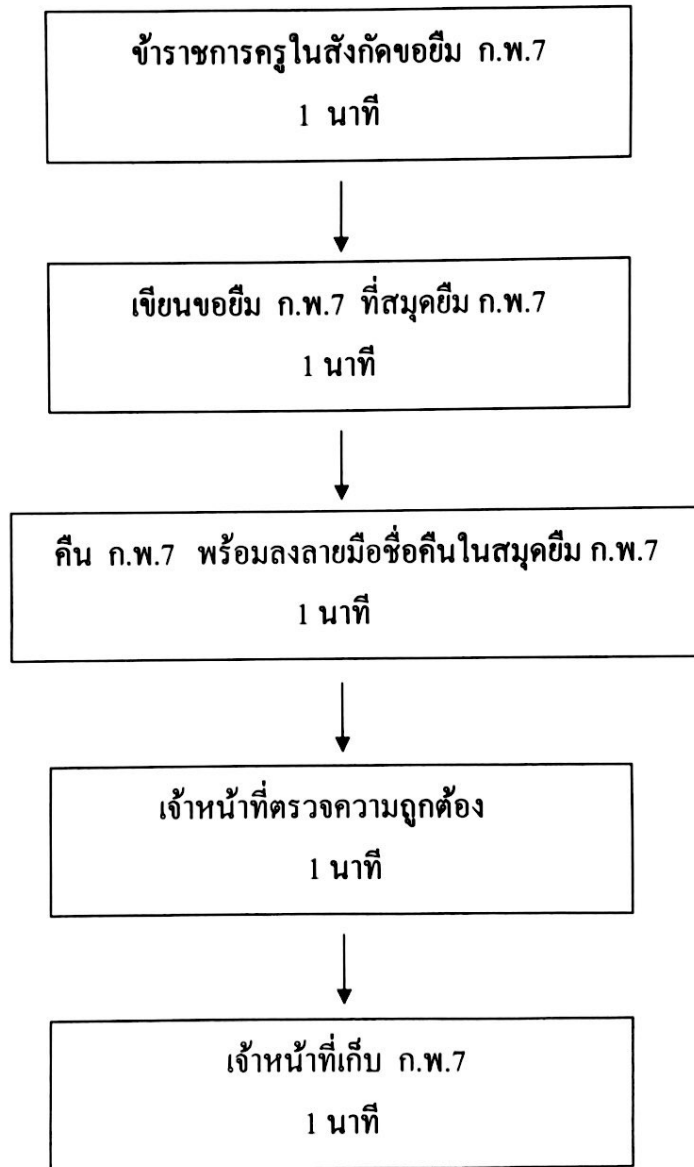 ข้าราชการครูในสังกัดขอยืม ก.พ.7
1 นาที
เขียนขอยืม ก.พ.7 ที่สมุดยืม ก.พ.7
1 นาที
คืน ก.พ.7 พร้อมลงลายมือชื่อคืนในสมุดยืม ก.พ.7
1 นาที
เจ้าหน้าที่ตรวจความถูกต้อง
1 นาที
เจ้าหน้าที่เก็บ ก.พ.7
1 นาที